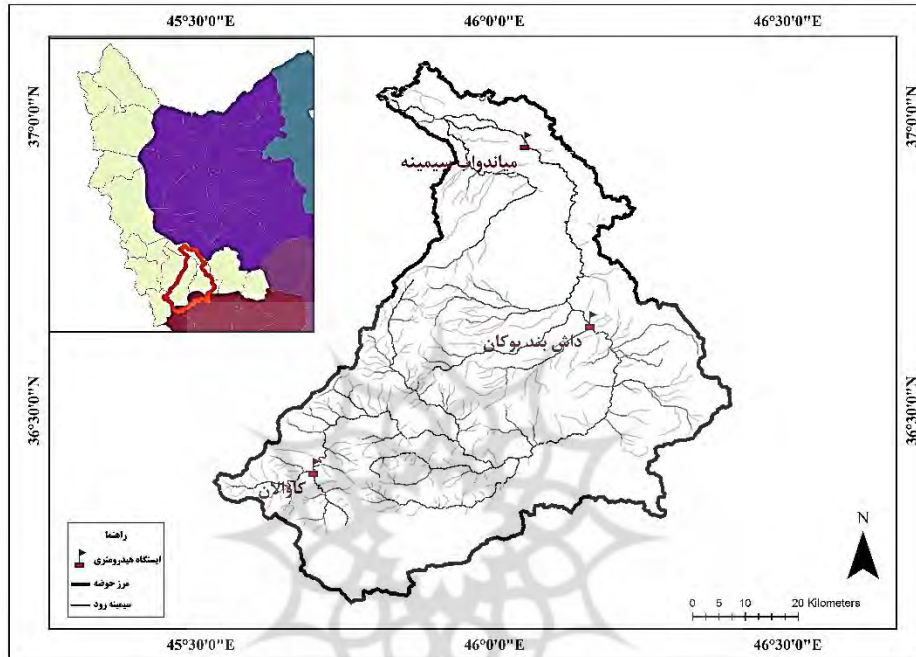 45°30'0"E 46°0'0"E 46°30'0"E
37°0'0"N 37°0'0"N
میاندواب سیمینه
داش بند بوکان
36°30'0"N 36°30'0"N
کاوالان
راهنما
ایستگاه هیدرومتری
مرز حوضه
سیمینه رود
N
0 5 10 20 Kilometers
45°30'0"E 46°0'0"E 46°30'0"E